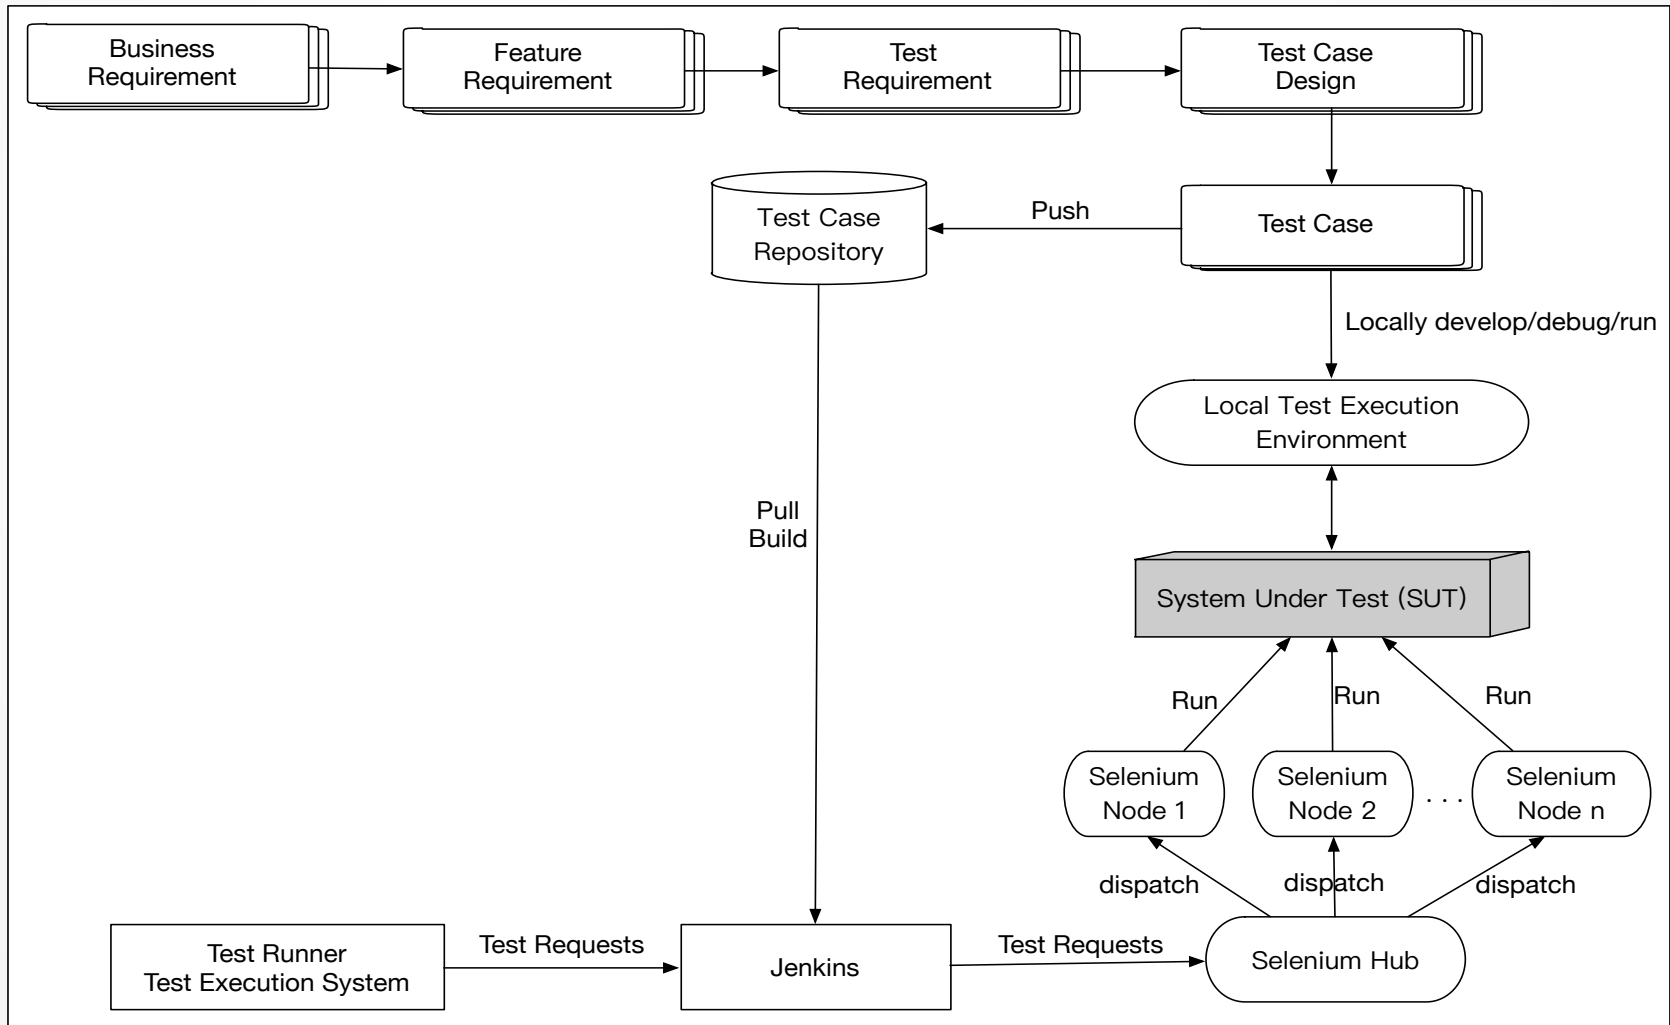 Business
Requirement
Feature
Requirement
Test
Requirement
Test Case
Design
Test Case
Repository
Push
Test Case
Locally develop/debug/run
Local Test Execution
Environment
Pull
Build
System Under Test (SUT)
Run
Run
Run
Selenium
Node 1
Selenium
Node 2
. . .
Selenium
Node n
dispatch
dispatch
dispatch
Test Runner
Test Execution System
Test Requests
Jenkins
Test Requests
Selenium Hub